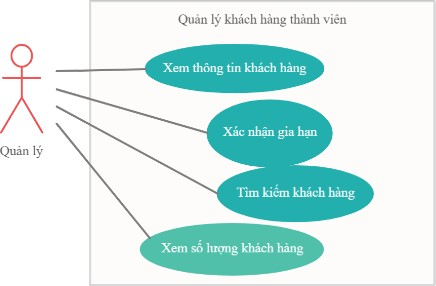 Quản lý khách hàng thành viên
Xem thông tin khách hàng
Xác nhận gia hạn
Quản lý
Tìm kiếm khách hàng
Xem số lượng khách hàng